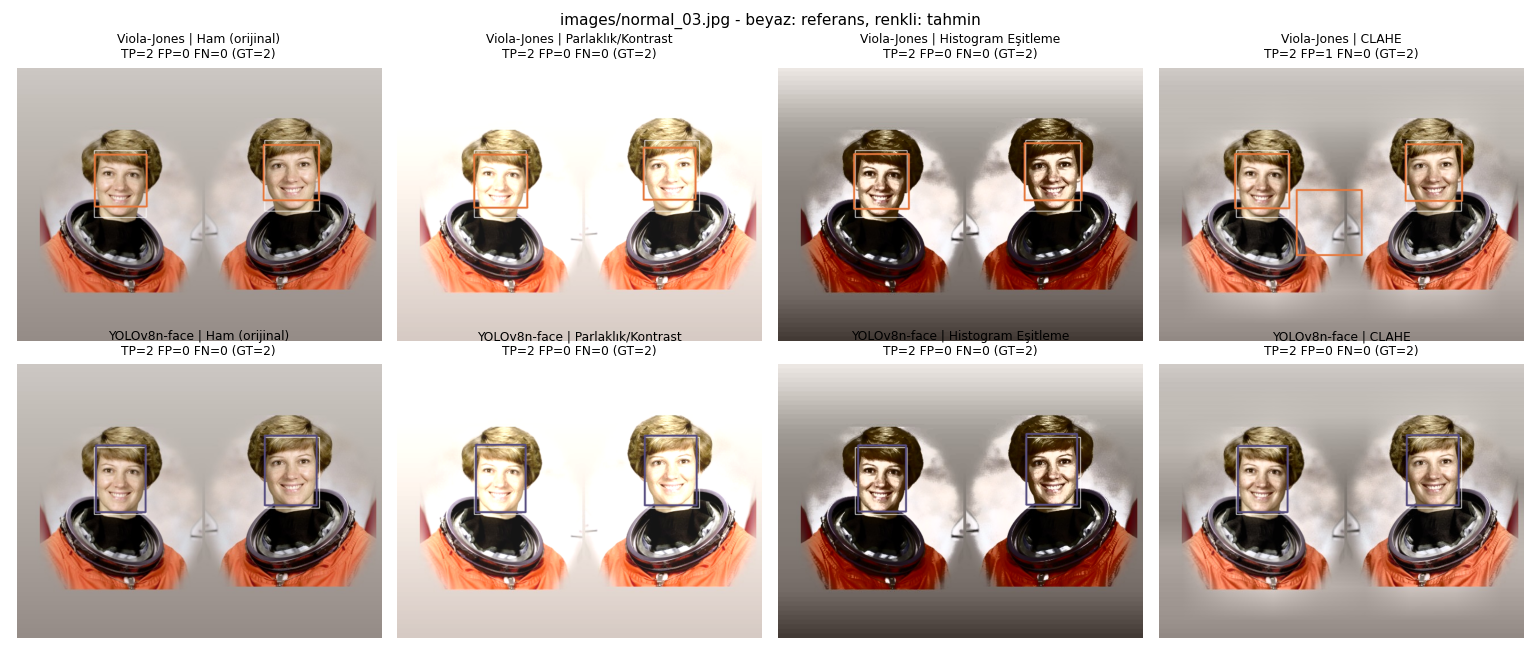 images/normal_03.jpg - beyaz: referans, renkli: tahmin
Viola-Jones | Ham (orijinal)
TP=2 FP=0 FN=0 (GT=2)
Viola-Jones | Parlaklık/Kontrast
TP=2 FP=0 FN=0 (GT=2)
Viola-Jones | Histogram Eşitleme
TP=2 FP=0 FN=0 (GT=2)
Viola-Jones | CLAHE
TP=2 FP=1 FN=0 (GT=2)
YOLOv8n-face | Ham (orijinal)
TP=2 FP=0 FN=0 (GT=2)
YOLOv8n-face | Parlaklık/Kontrast
TP=2 FP=0 FN=0 (GT=2)
YOLOv8n-face | Histogram Eşitleme
TP=2 FP=0 FN=0 (GT=2)
YOLOv8n-face | CLAHE
TP=2 FP=0 FN=0 (GT=2)